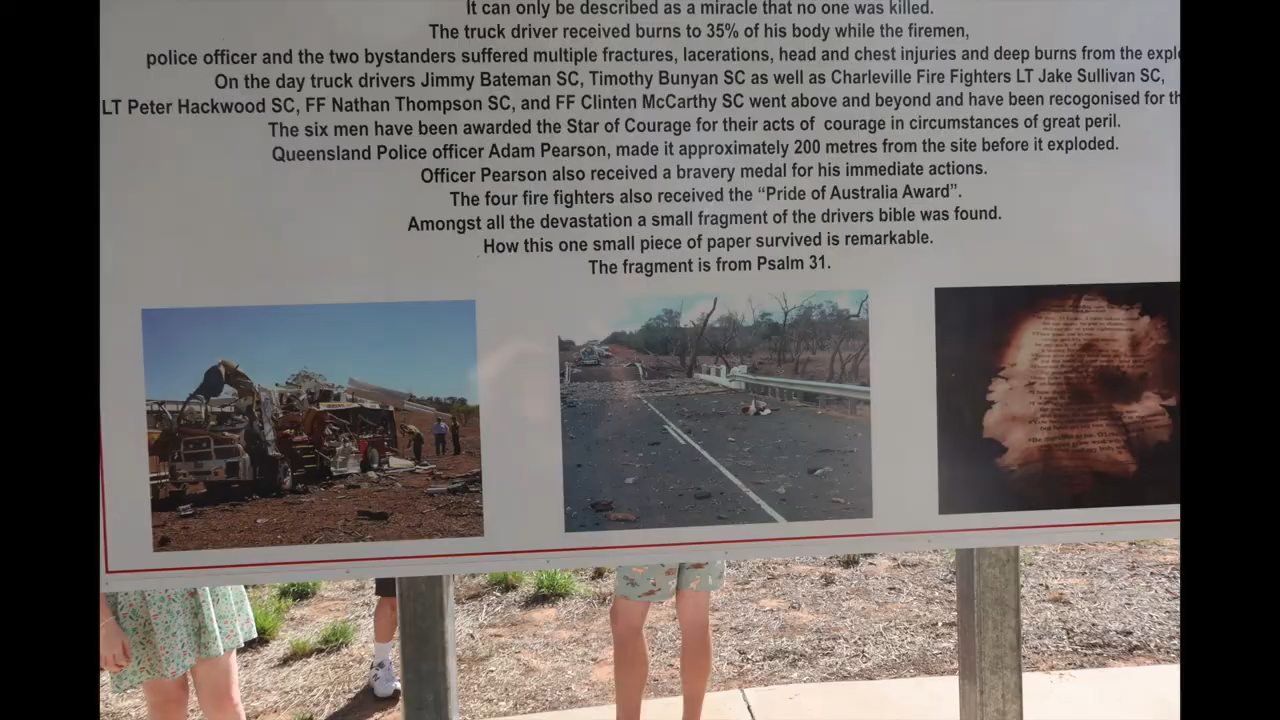 It can only be described as a miracle that no one was killed.
The truck driver received burns to 35% of his body while the firemen,
police officer and the two bystanders suffered multiple fractures, lacerations, head and chest injuries and deep burns from the
On the day truck drivers Jimmy Bateman SC, Timothy Bunyan SC as well as Charleville Fire Fighters LT Jake Sullivan SC,
LT Peter Hackwood SC, FF Nathan Thompson SC, and FF Clinten McCarthy SC went above and beyond and have been recogonised for
The six men have been awarded the Star of Courage for their acts of courage in circumstances of great peril.
Queensland Police officer Adam Pearson, made it approximately 200 metres from the site before it exploded.
Officer Pearson also received a bravery medal for his immediate actions.
The four fire fighters also received the “Pride of Australia Award”.
Amongst all the devastation a small fragment of the drivers bible was found.
How this one small piece of paper survived is remarkable.
The fragment is from Psalm 31.